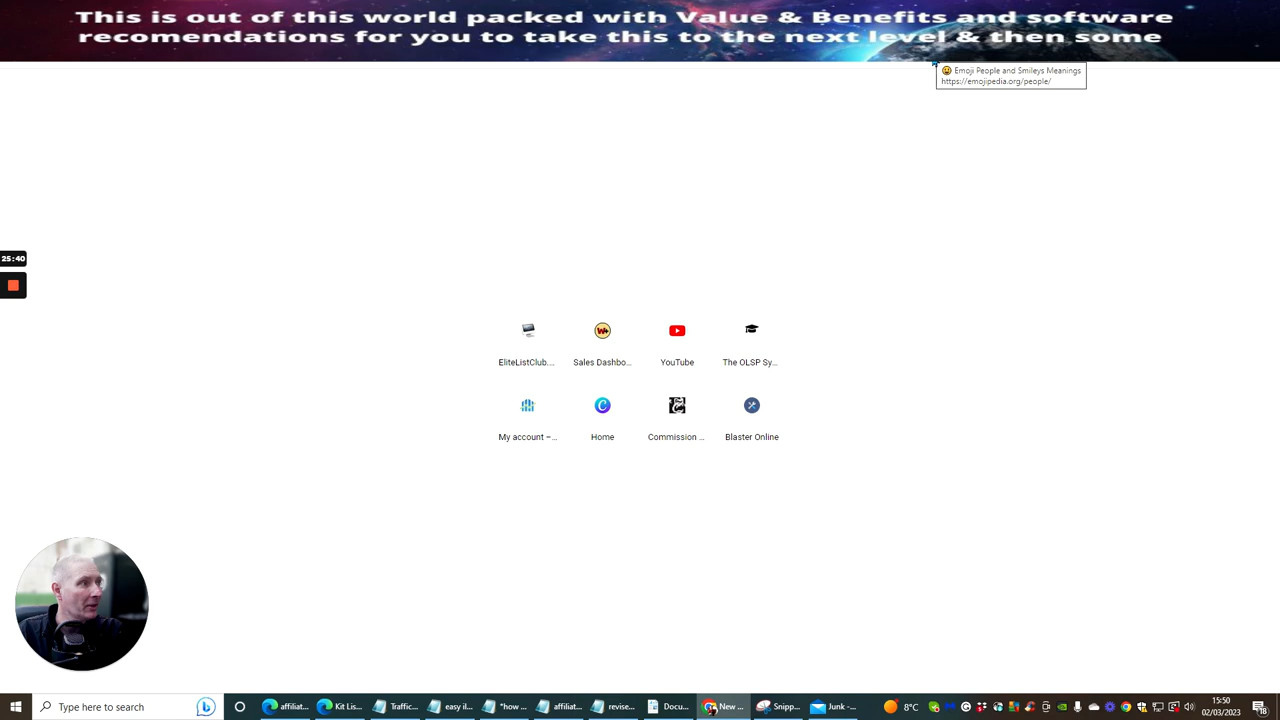 This is out of this world packed with Value & Benefits and software
recomendations for you to take this to the next level & then some
Emoji People and Smileys Meanings
https://emojipedia.org/people/
25:40
EliteListClub....
Sales Dashbo...
YouTube
The OLSP Sy...
My account –...
Home
Commission ...
Blaster Online
Type here to search
affiliat...
Kit Lis...
Traffic...
easy il...
*how ...
affiliat...
revise...
Docu...
New ...
Snipp...
Junk -...
8°C
15:50
02/03/2023
18